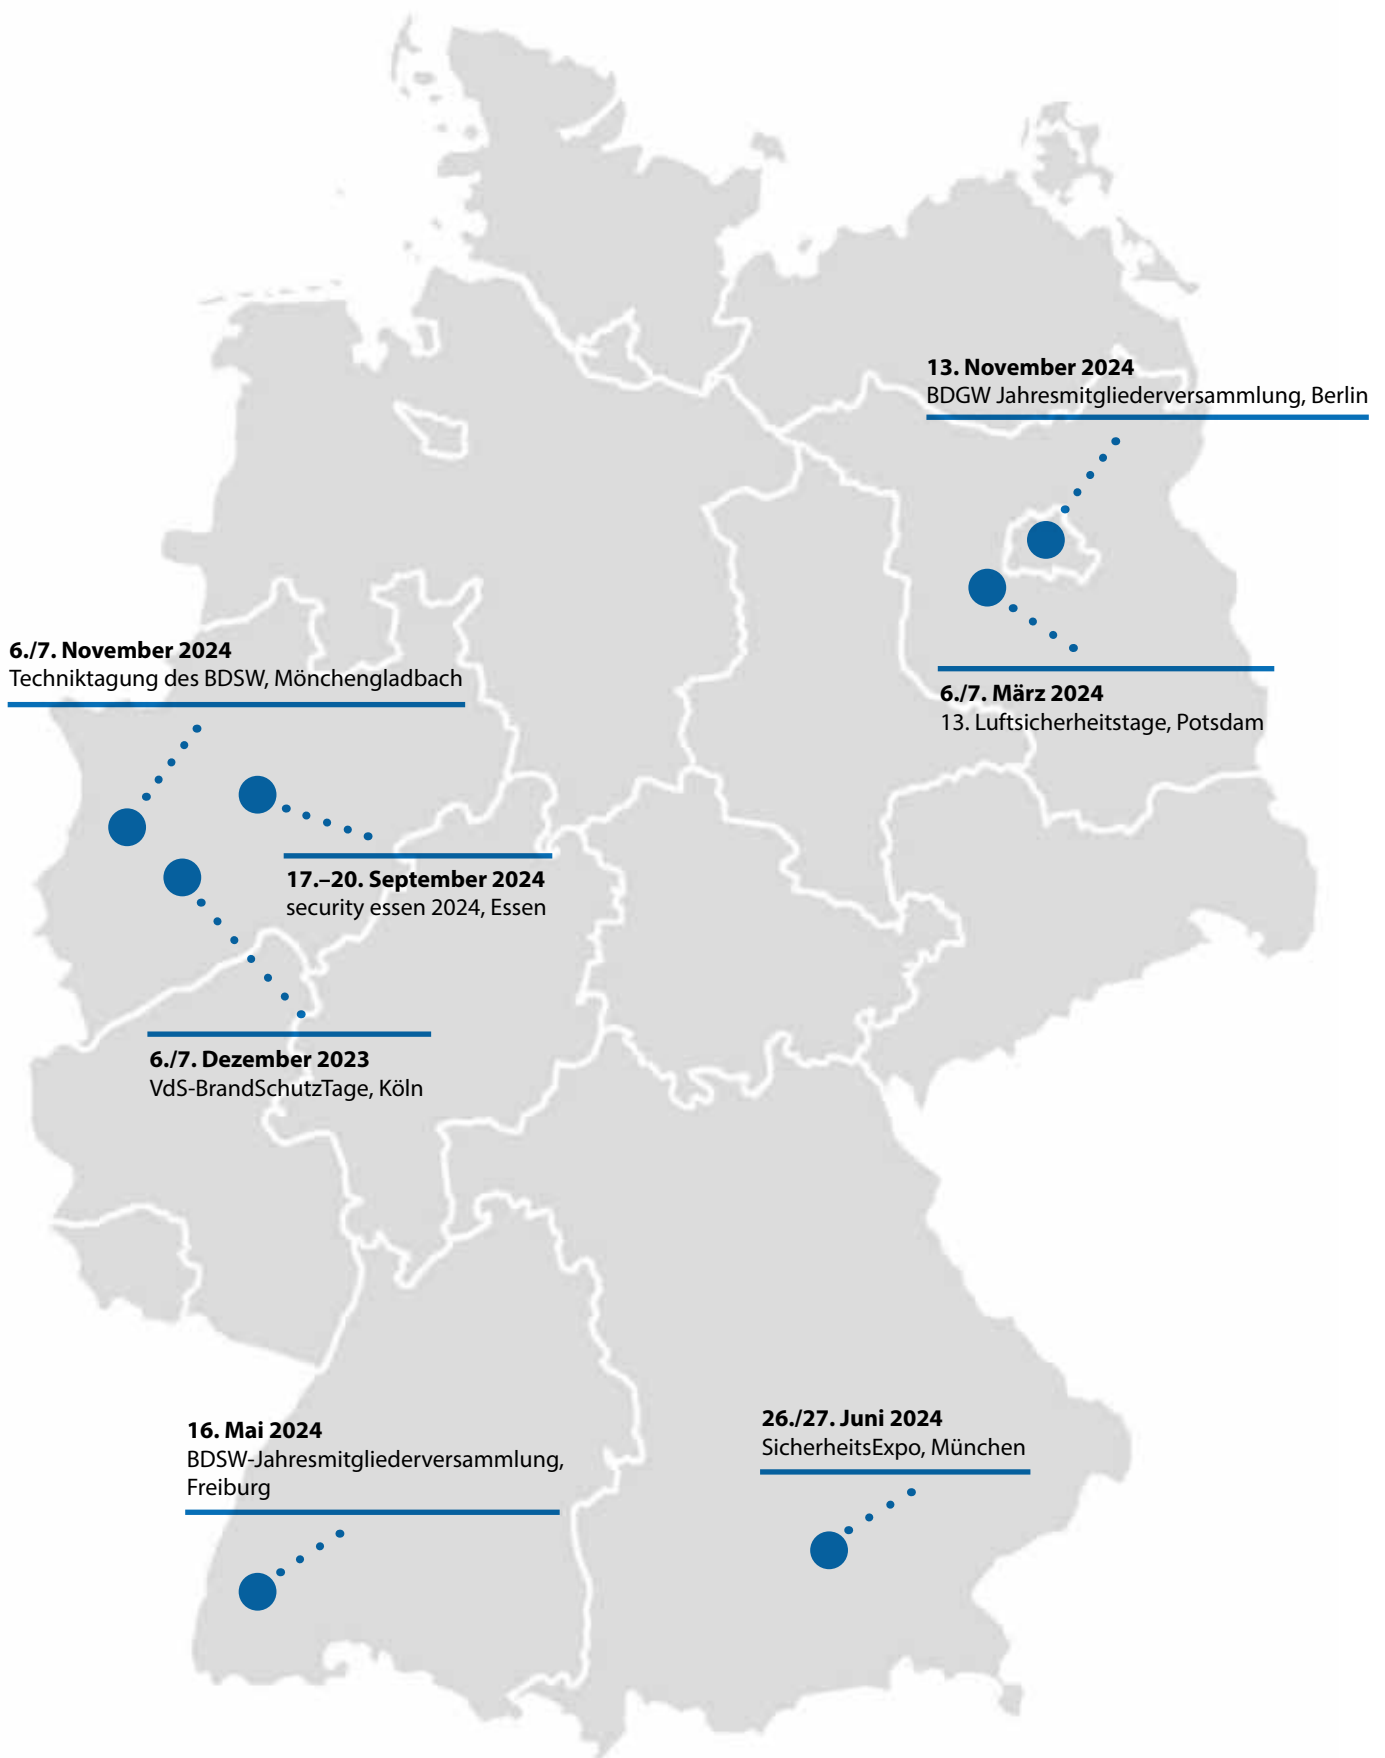 13. November 2024
BDGW Jahresmitgliederversammlung, Berlin
6./7. November 2024
Techniktagung des BDSW, Mönchengladbach
6./7. März 2024
13. Luftsicherheitstage, Potsdam
17.–20. September 2024
security essen 2024, Essen
6./7. Dezember 2023
VdS-BrandSchutzTage, Köln
16. Mai 2024
BDSW-Jahresmitgliederversammlung,
Freiburg
26./27. Juni 2024
SicherheitsExpo, München